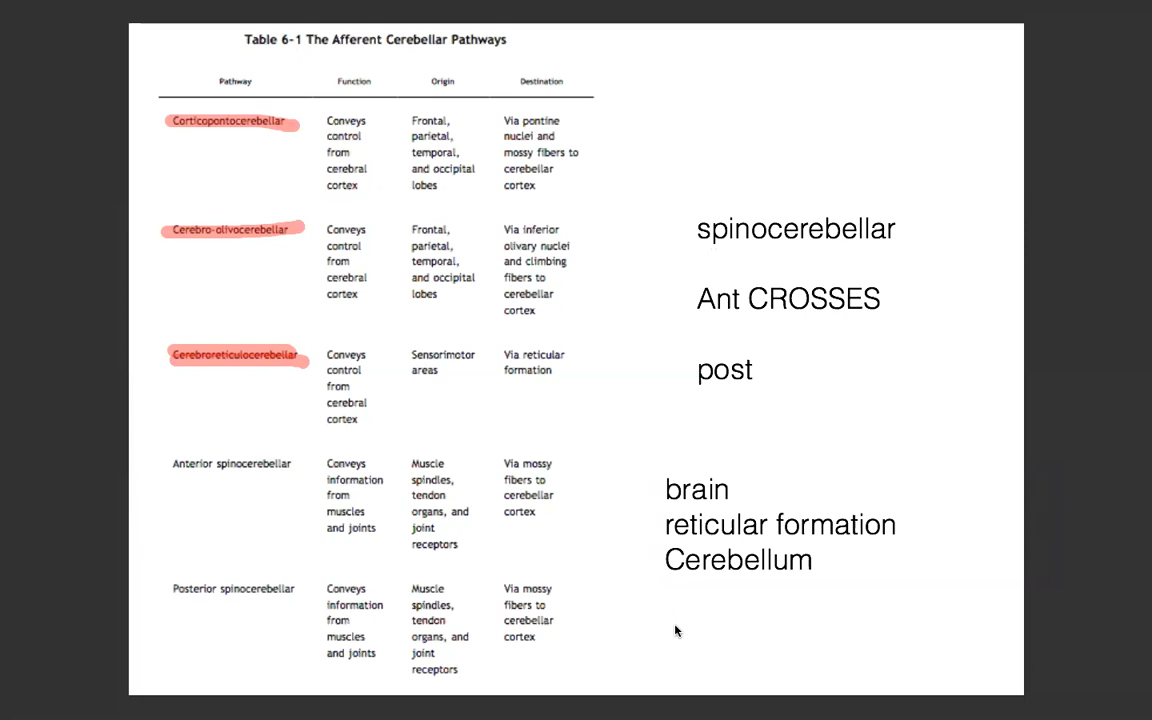 Table 6-1 The Afferent Cerebellar Pathways
Pathway Function Origin Destination
Corticopontocerebellar Conveys Frontal, Via pontine
control parietal, nuclei and
from temporal, mossy fibers to
cerebral and occipital cerebellar
cortex lobes cortex
Cerebro-olivocerebellar Conveys Frontal, Via inferior
control parietal, olivary nuclei
from temporal, and climbing
cerebral and occipital fibers to
cortex lobes cerebellar
cortex
Cerebroreticulocerebellar Conveys Sensorimotor Via reticular
control areas formation
from
cerebral
cortex
Anterior spinocerebellar Conveys Muscle Via mossy
information spindles, fibers to
from tendon cerebellar
muscles organs, and cortex
and joints joint
receptors
Posterior spinocerebellar Conveys Muscle Via mossy
information spindles, fibers to
from tendon cerebellar
muscles organs, and cortex
and joints joint
receptors
spinocerebellar
Ant CROSSES
post
brain
reticular formation
Cerebellum